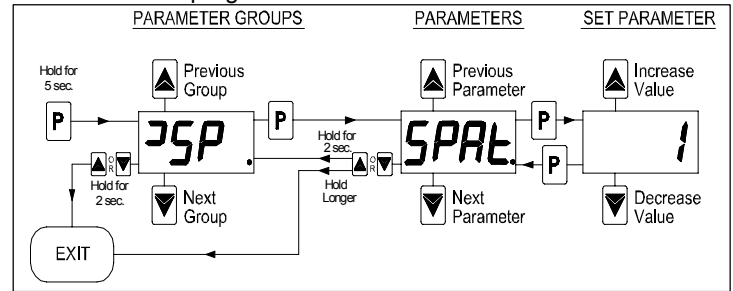 PARAMETER GROUPS PARAMETERS SET PARAMETER
Hold for
5 sec.
P
Previous
Group
P
Previous
Parameter
P
Increase
Value
SP.
Hold for
2 sec.
SPAt.
1
OR
Hold for
2 sec.
OR
P
Next
Group
Hold
Longer
Next
Parameter
Decrease
Value
EXIT